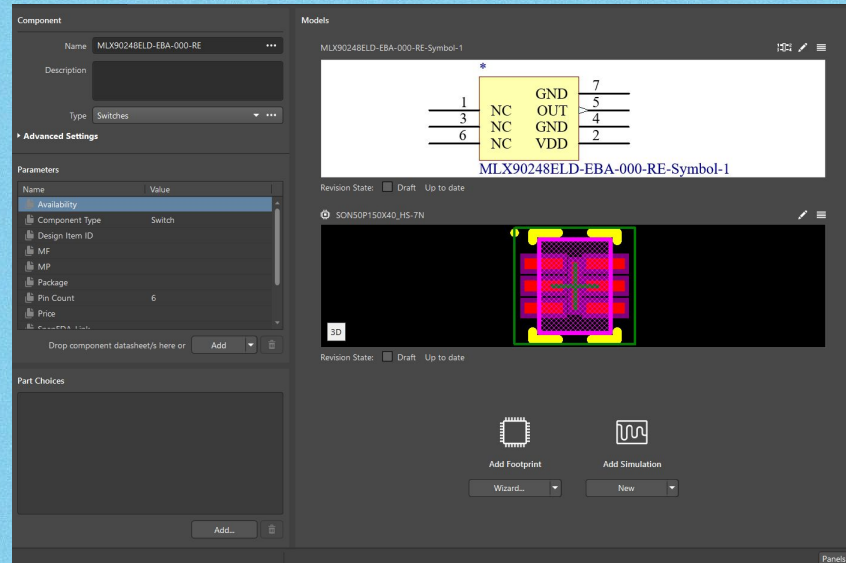 Component
Name MLX90248ELD-EBA-000-RE •••
Description
Type Switches •••
Advanced Settings
Parameters
Name Value
Availability
Component Type Switch
Design Item ID
MF
MP
Package
Pin Count 6
Price
Drop component datasheet/s here or Add
Part Choices
Add...
Models
MLX90248ELD-EBA-000-RE-Symbol-1
*
1 NC GND 7
3 NC OUT 5
6 NC GND 4
VDD 2
MLX90248ELD-EBA-000-RE-Symbol-1
Revision State: Draft Up to date
SON50P150X40_HS-7N
3D
Revision State: Draft Up to date
Add Footprint Add Simulation
Wizard... New
Panels